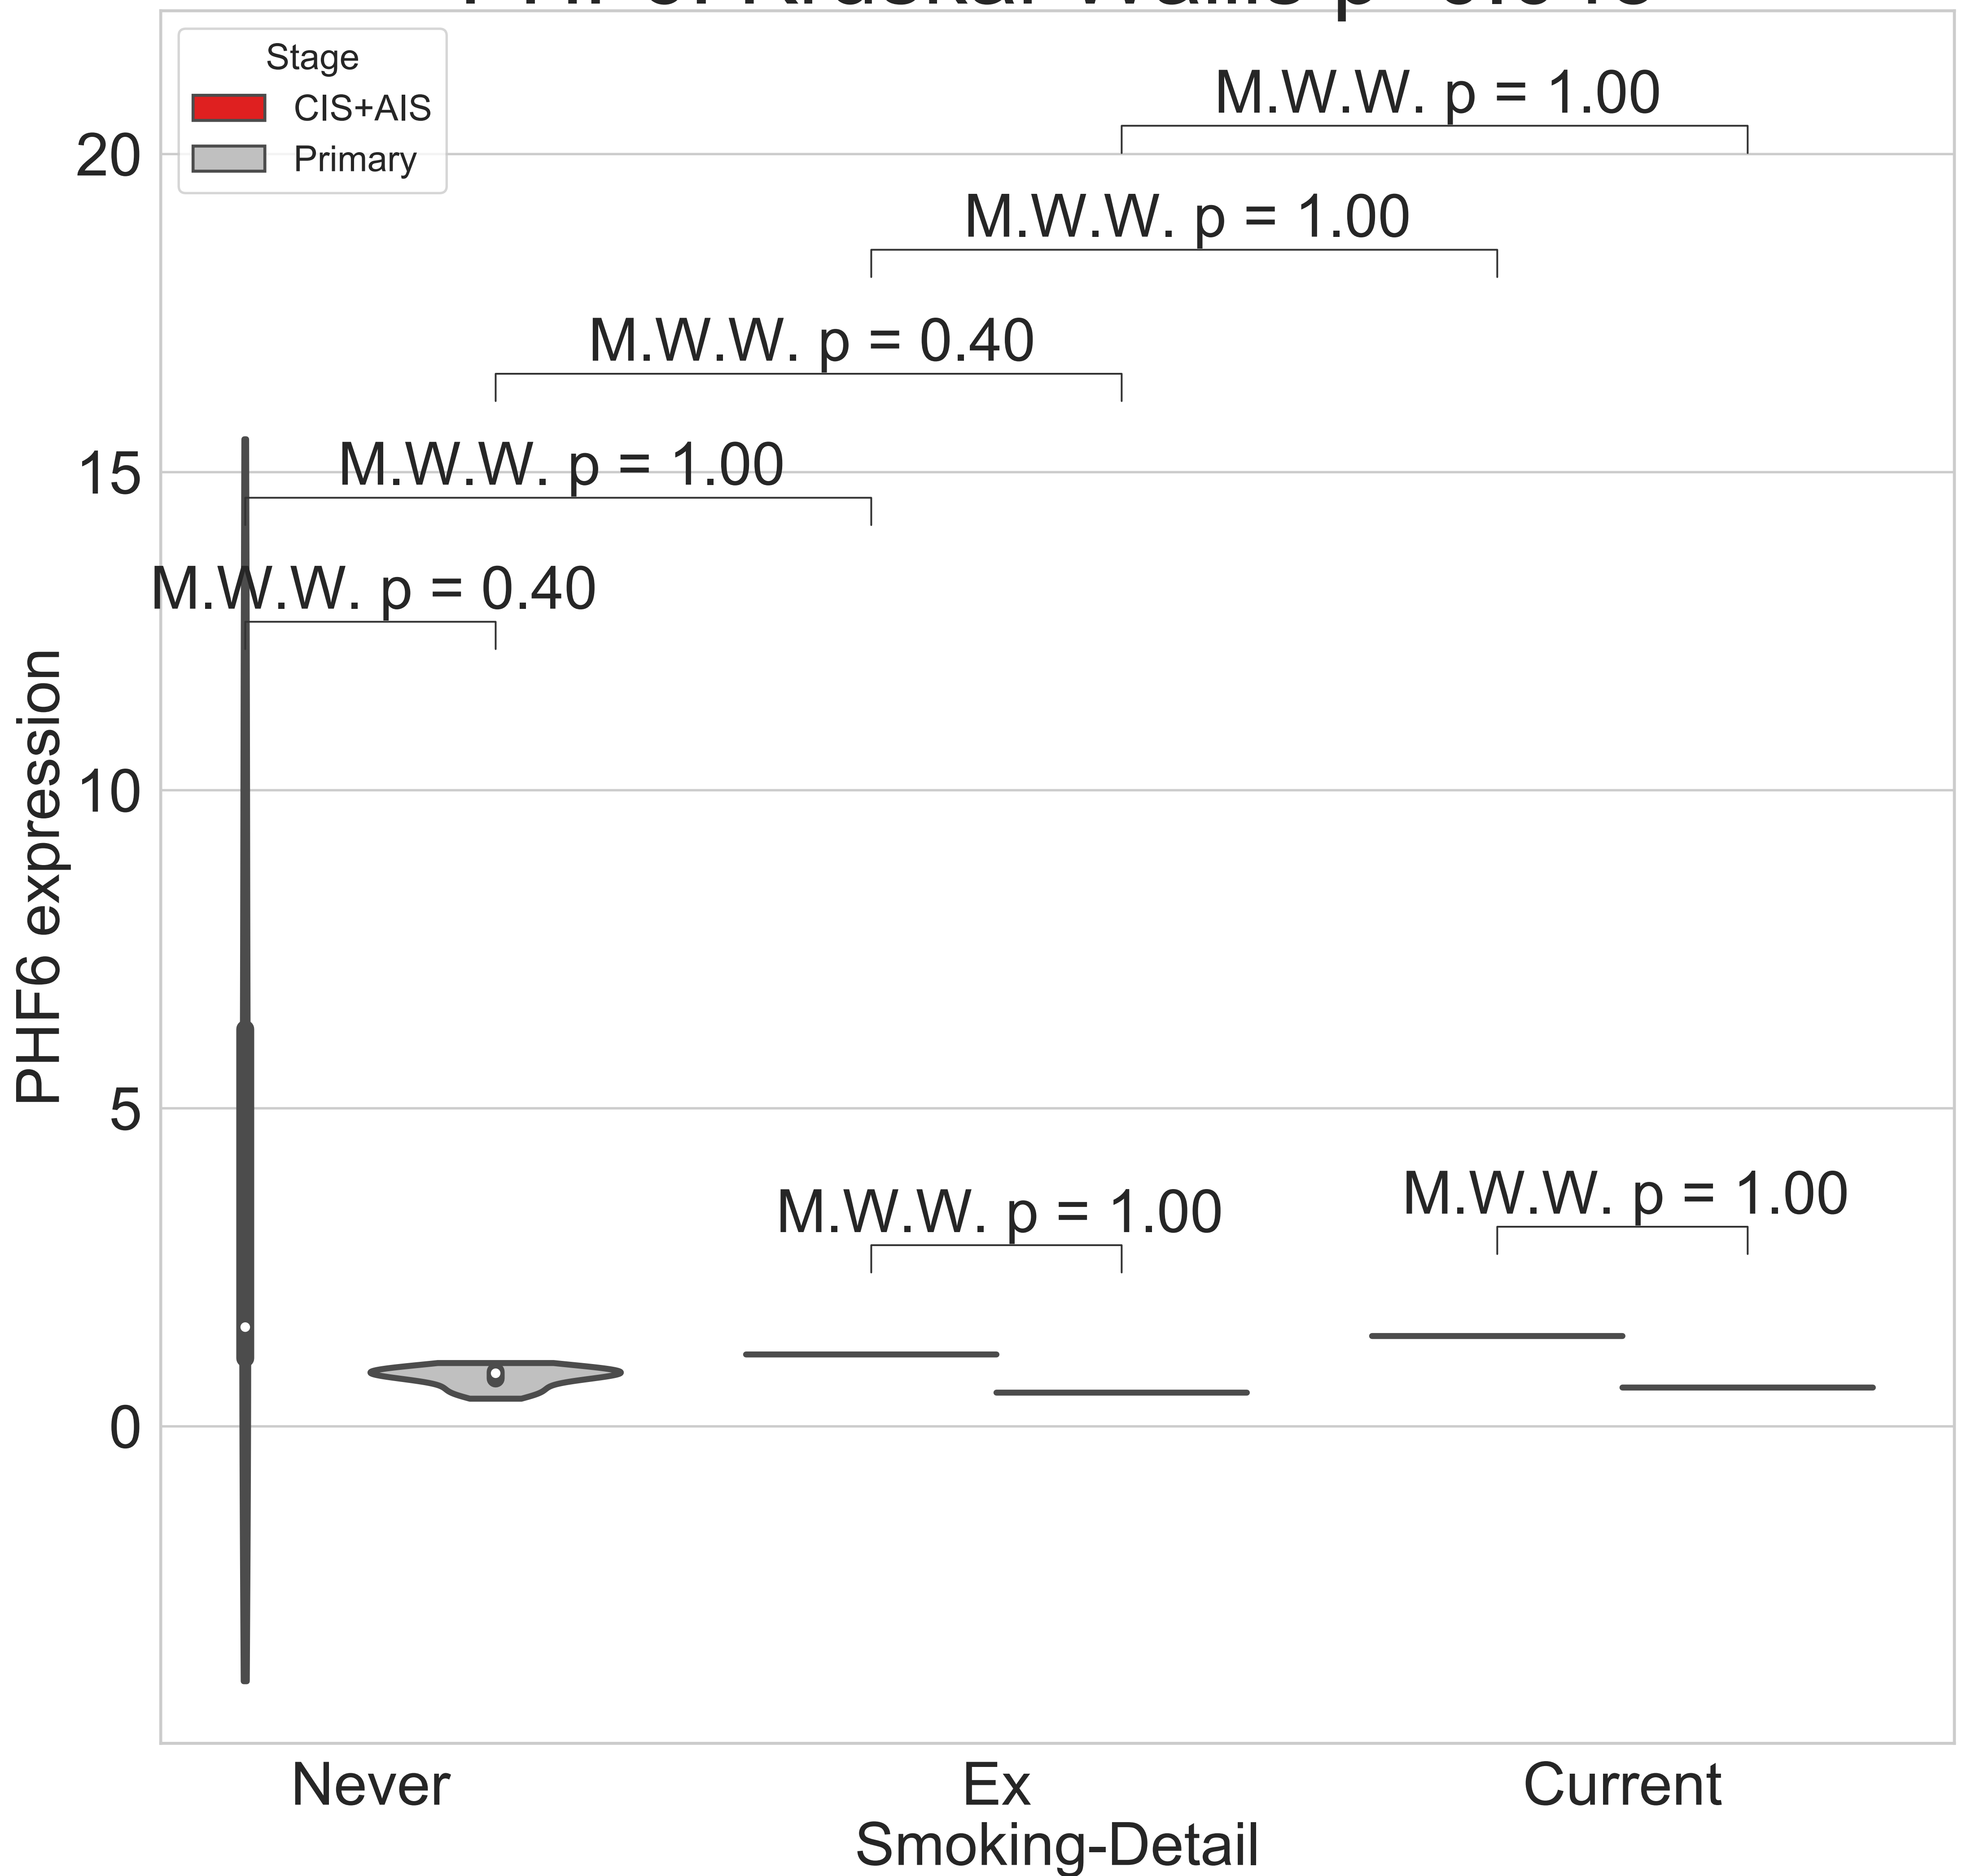 Stage
CIS+AIS
Primary
M.W.W. p = 1.00
20
M.W.W. p = 1.00
M.W.W. p = 0.40
15
M.W.W. p = 1.00
M.W.W. p = 0.40
PHF6 expression
10
5
M.W.W. p = 1.00
M.W.W. p = 1.00
0
Never
Ex
Current
Smoking-Detail